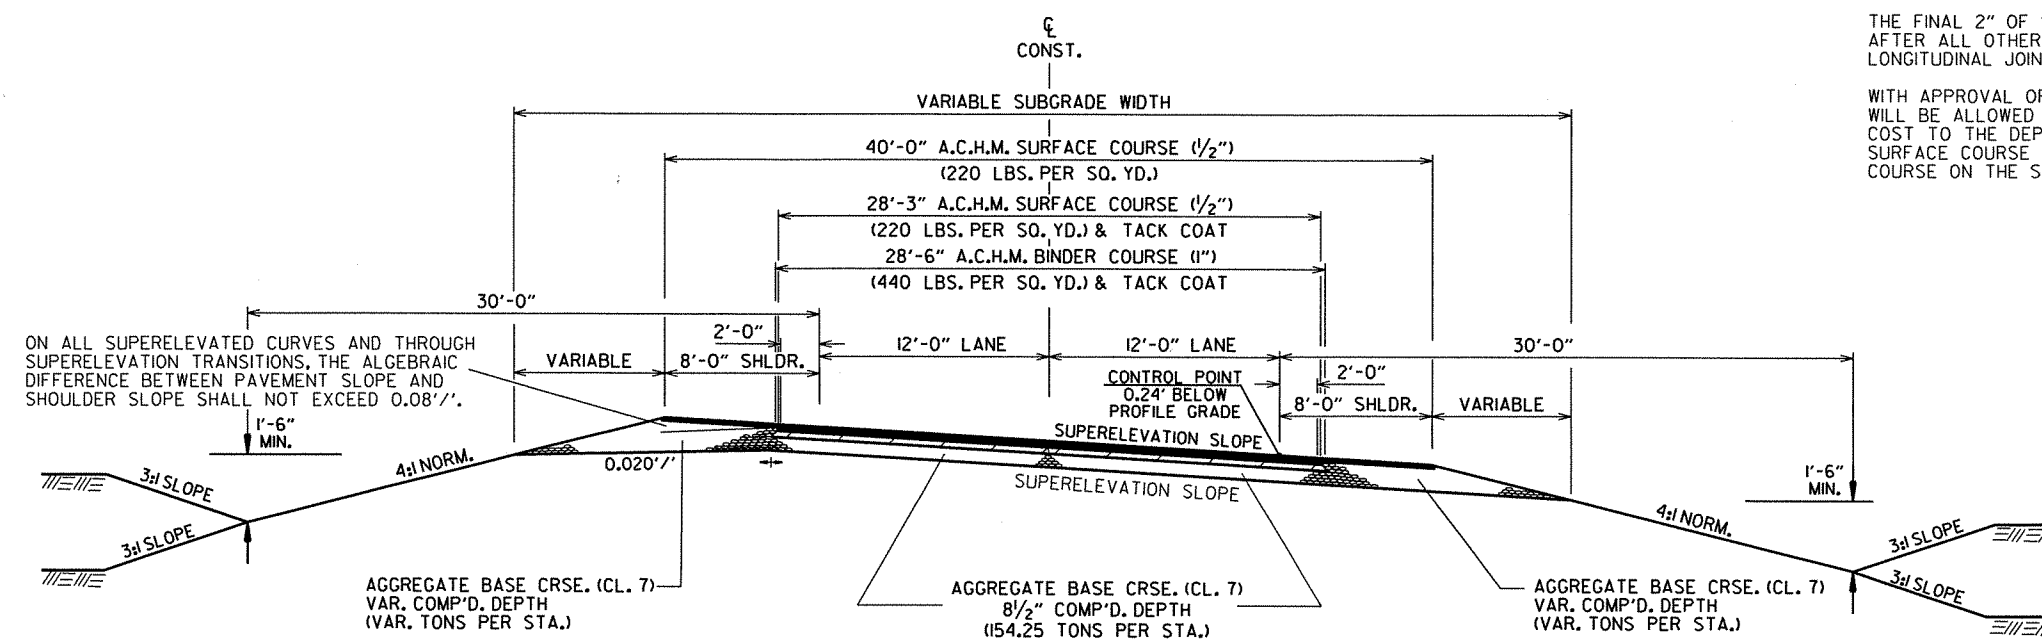 ℄
CONST.
THE FINAL 2" OF
AFTER ALL OTHER
LONGITUDINAL JOIN
WITH APPROVAL OF
WILL BE ALLOWED
COST TO THE DEP
SURFACE COURSE
COURSE ON THE S
VARIABLE SUBGRADE WIDTH
40'-0" A.C.H.M. SURFACE COURSE (1/2")
(220 LBS. PER SQ. YD.)
28'-3" A.C.H.M. SURFACE COURSE (1/2")
(220 LBS. PER SQ. YD.) & TACK COAT
28'-6" A.C.H.M. BINDER COURSE (1")
(440 LBS. PER SQ. YD.) & TACK COAT
30'-0"
ON ALL SUPERELEVATED CURVES AND THROUGH
SUPERELEVATION TRANSITIONS, THE ALGEBRAIC
DIFFERENCE BETWEEN PAVEMENT SLOPE AND
SHOULDER SLOPE SHALL NOT EXCEED 0.08'/'.
2'-0"
VARIABLE
8'-0" SHLDR.
12'-0" LANE
12'-0" LANE
30'-0"
CONTROL POINT
0.24' BELOW
PROFILE GRADE
2'-0"
8'-0" SHLDR.
VARIABLE
1'-6"
MIN.
SUPERELEVATION SLOPE
4:1 NORM.
0.020'/'
SUPERELEVATION SLOPE
1'-6"
MIN.
3:1 SLOPE
3:1 SLOPE
4:1 NORM.
3:1 SLOPE
3:1 SLOPE
AGGREGATE BASE CRSE. (CL. 7)
VAR. COMP'D. DEPTH
(VAR. TONS PER STA.)
AGGREGATE BASE CRSE. (CL. 7)
8 1/2" COMP'D. DEPTH
(154.25 TONS PER STA.)
AGGREGATE BASE CRSE. (CL. 7)
VAR. COMP'D. DEPTH
(VAR. TONS PER STA.)